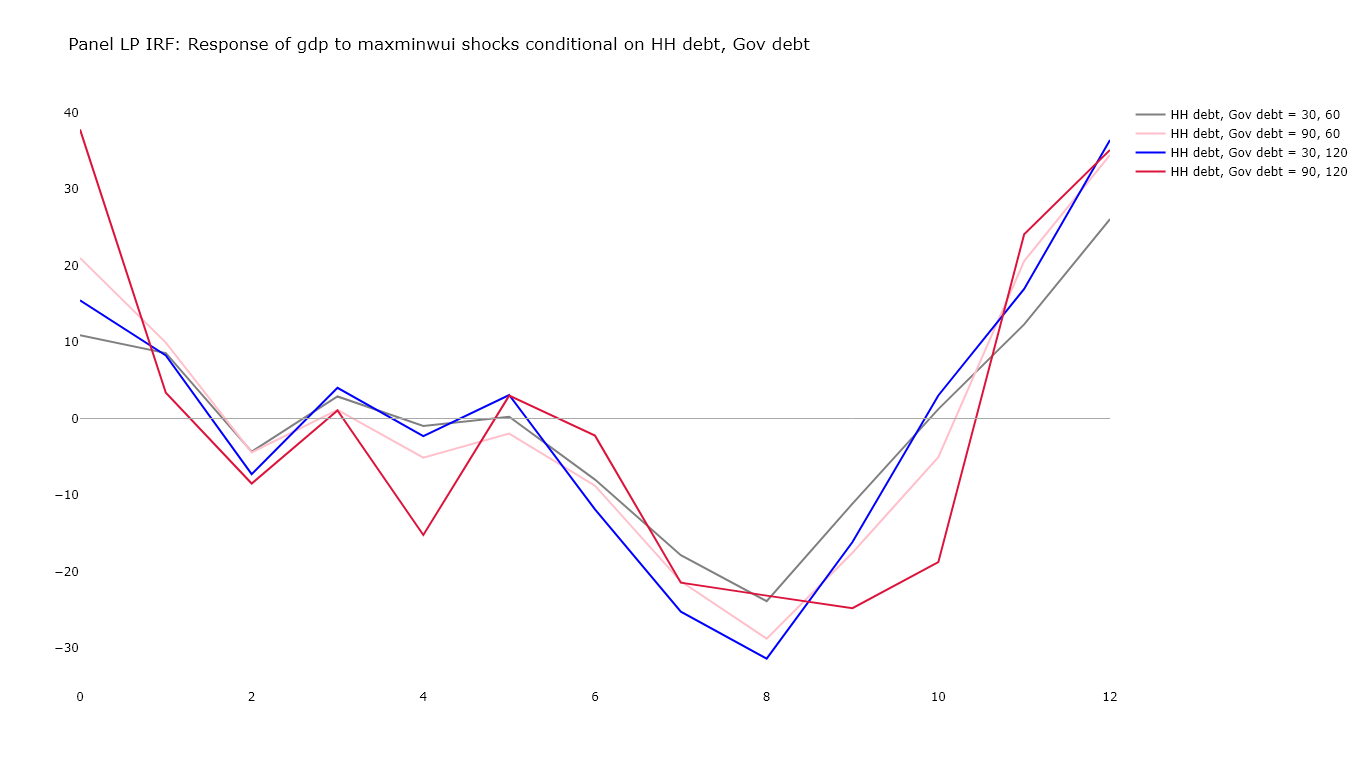 Panel LP IRF: Response of gdp to maxminwui shocks conditional on HH debt, Gov debt
HH debt, Gov debt = 30, 60
HH debt, Gov debt = 90, 60
HH debt, Gov debt = 30, 120
HH debt, Gov debt = 90, 120
40
30
20
10
0
−10
−20
−30
0 2 4 6 8 10 12